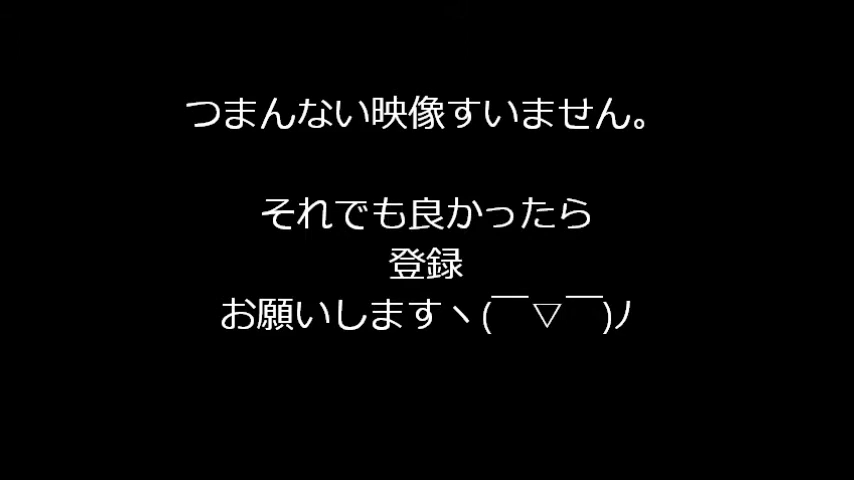 つまんない映像すいません。
それでも良かったら
登録
お願いしますヽ(￣▽￣)ﾉ